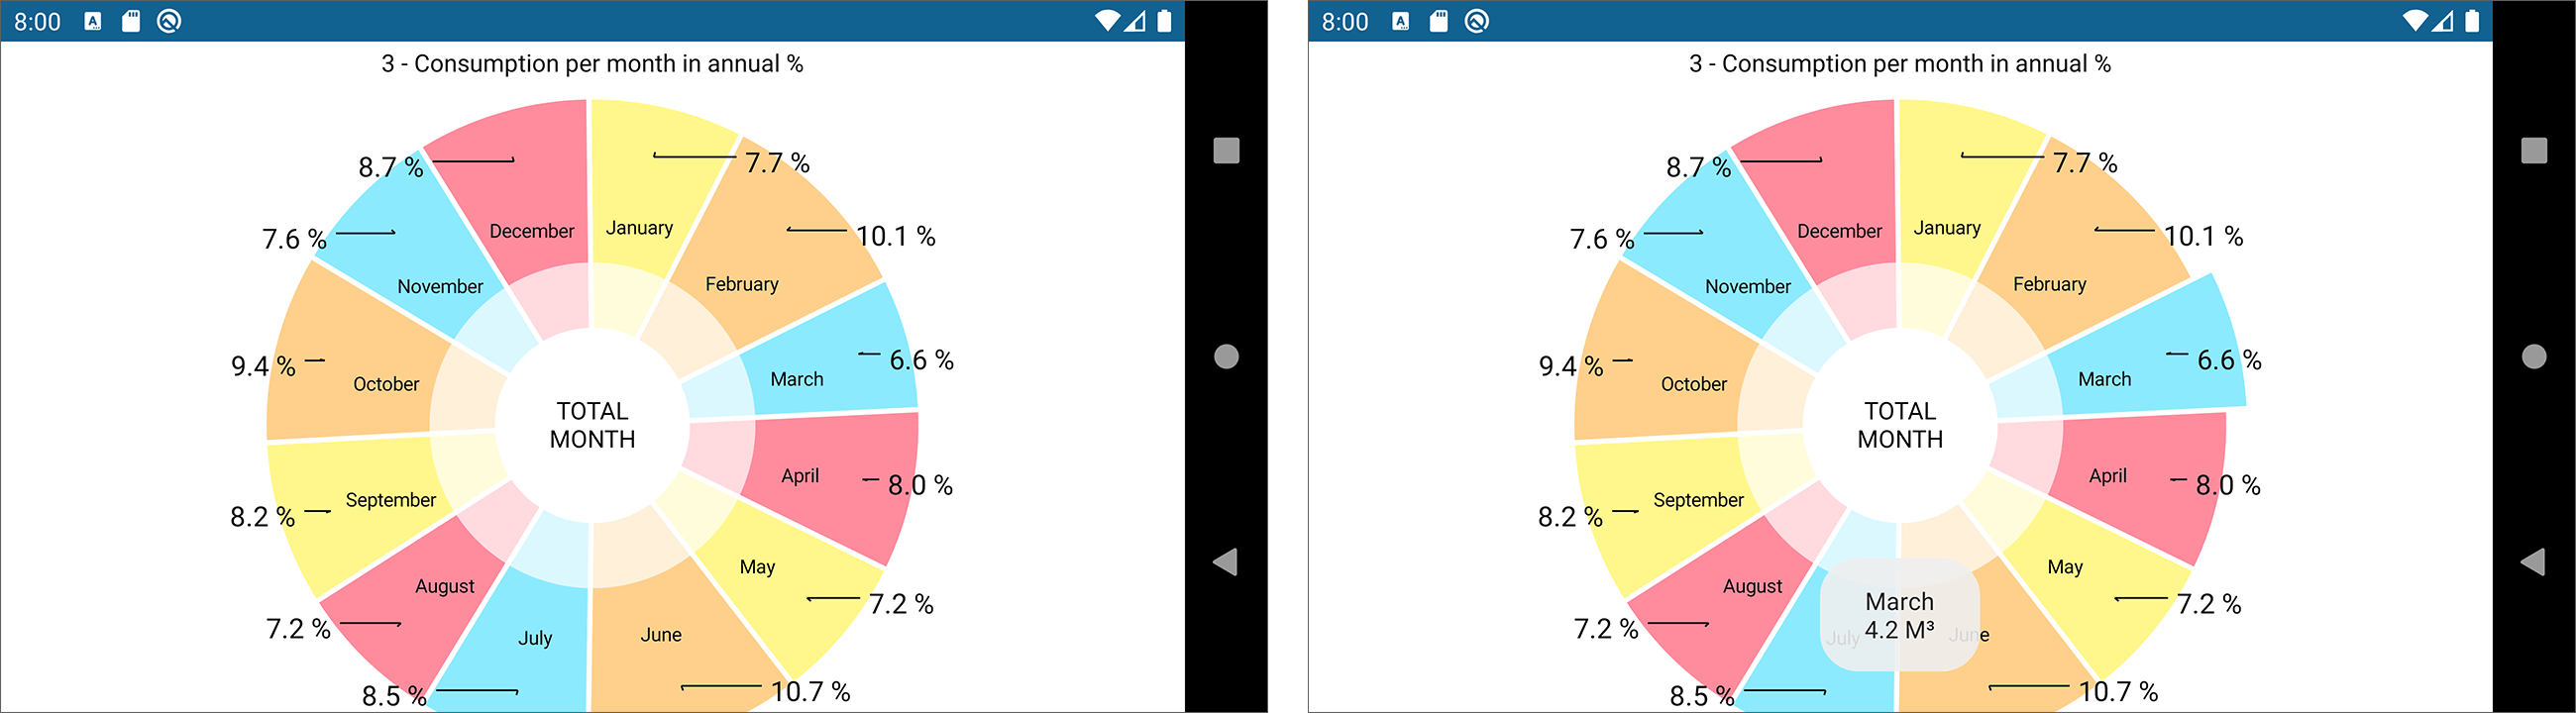 8:00
A
3 - Consumption per month in annual %
8.7 %
7.7 %
7.6 %
December
January
10.1 %
November
February
9.4 %
October
March
6.6 %
TOTAL
MONTH
8.2 %
September
April
8.0 %
August
May
7.2 %
7.2 %
July
June
8.5 %
10.7 %
8:00
A
3 - Consumption per month in annual %
8.7 %
7.7 %
7.6 %
December
January
10.1 %
November
February
9.4 %
October
March
6.6 %
TOTAL
MONTH
8.2 %
September
April
8.0 %
August
May
7.2 %
7.2 %
March
4.2 M³
July
June
8.5 %
10.7 %